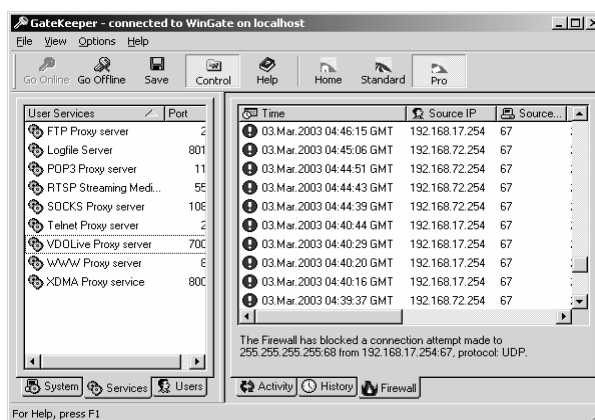 GateKeeper - connected to WinGate on localhost
File View Options Help
Go Online Go Offline Save Control Help Home Standard Pro
User Services Port
FTP Proxy server 2
Logfile Server 801
POP3 Proxy server 11
RTSP Streaming Medi... 55
SOCKS Proxy server 108
Telnet Proxy server 2
VDOLive Proxy server 700
WWW Proxy server 8
XDMA Proxy service 800
System Services Users
Time Source IP Source...
03.Mar.2003 04:46:15 GMT 192.168.17.254 67
03.Mar.2003 04:45:06 GMT 192.168.72.254 67
03.Mar.2003 04:44:51 GMT 192.168.72.254 67
03.Mar.2003 04:44:43 GMT 192.168.72.254 67
03.Mar.2003 04:44:39 GMT 192.168.72.254 67
03.Mar.2003 04:40:44 GMT 192.168.17.254 67
03.Mar.2003 04:40:29 GMT 192.168.17.254 67
03.Mar.2003 04:40:20 GMT 192.168.17.254 67
03.Mar.2003 04:40:16 GMT 192.168.17.254 67
03.Mar.2003 04:39:37 GMT 192.168.72.254 67
The Firewall has blocked a connection attempt made to
255.255.255.255:68 from 192.168.17.254:67, protocol: UDP.
Activity History Firewall
For Help, press F1